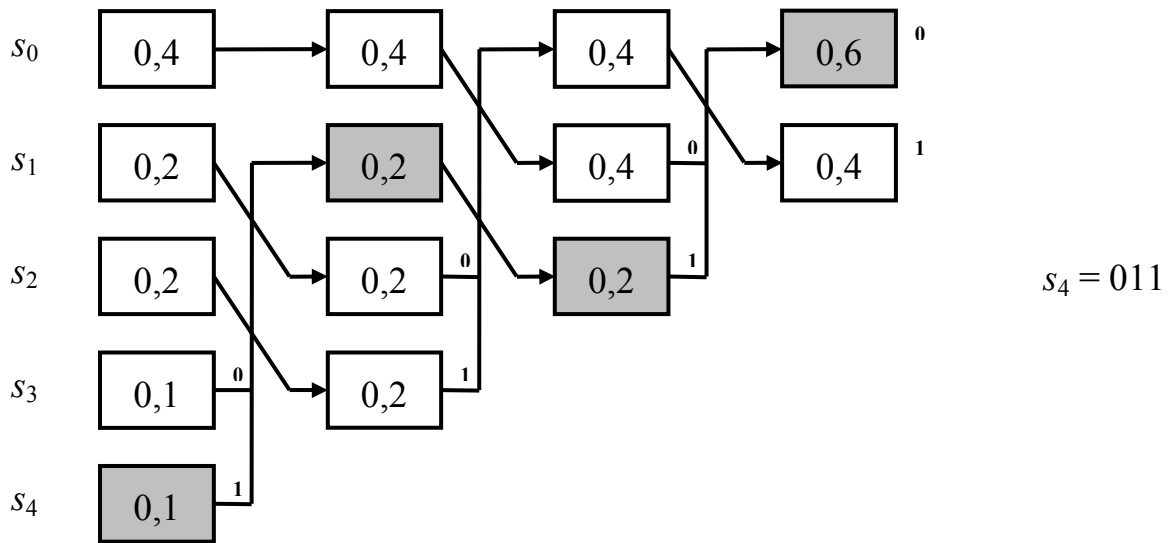 s₀ 0,4 0,4 0,4 0,6 0
s₁ 0,2 0,2 0,4 0 0,4 1
s₂ 0,2 0,2 0 0,2 1 s₄ = 011
s₃ 0,1 0 0,2 1
s₄ 0,1 1